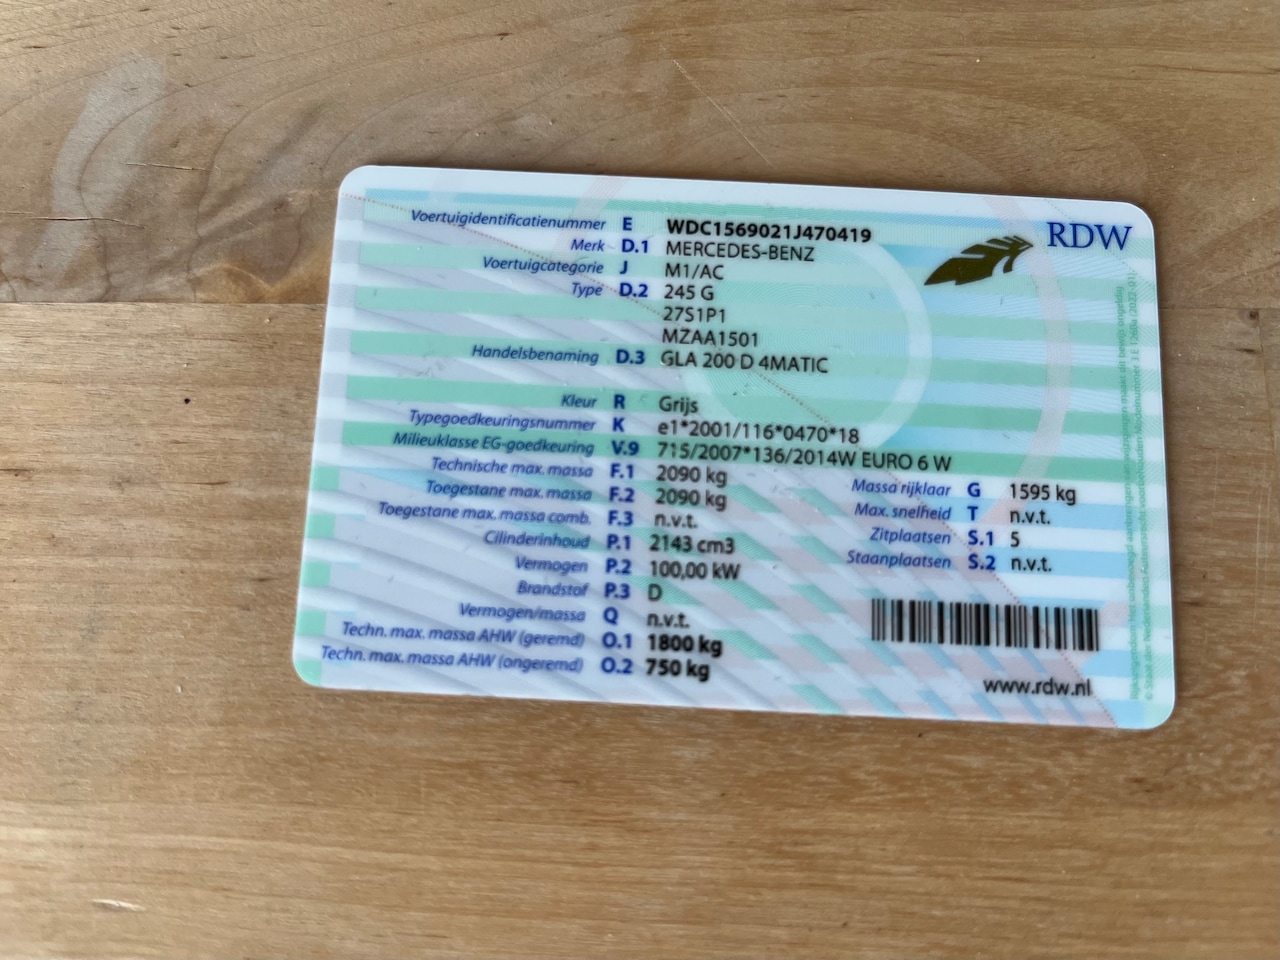 RDW
Voertuigidentificatienummer E WDC1569021J470419
Merk D.1 MERCEDES-BENZ
Voertuigcategorie J M1/AC
Type D.2 245 G
27S1P1
MZAA1501
Handelsbenaming D.3 GLA 200 D 4MATIC
Kleur R Grijs
Typegoedkeuringsnummer K e1*2001/116*0470*18
Milieuklasse EG-goedkeuring V.9 715/2007*136/2014W EURO 6 W
Technische max. massa F.1 2090 kg
Toegestane max. massa F.2 2090 kg
Toegestane max. massa comb. F.3 n.v.t.
Cilinderinhoud P.1 2143 cm3
Vermogen P.2 100,00 kW
Brandstof P.3 D
Vermogen/massa Q n.v.t.
Techn. max. massa AHW (geremd) O.1 1800 kg
Techn. max. massa AHW (ongeremd) O.2 750 kg
Massa rijklaar G 1595 kg
Max. snelheid T n.v.t.
Zitplaatsen S.1 5
Staanplaatsen S.2 n.v.t.
www.rdw.nl